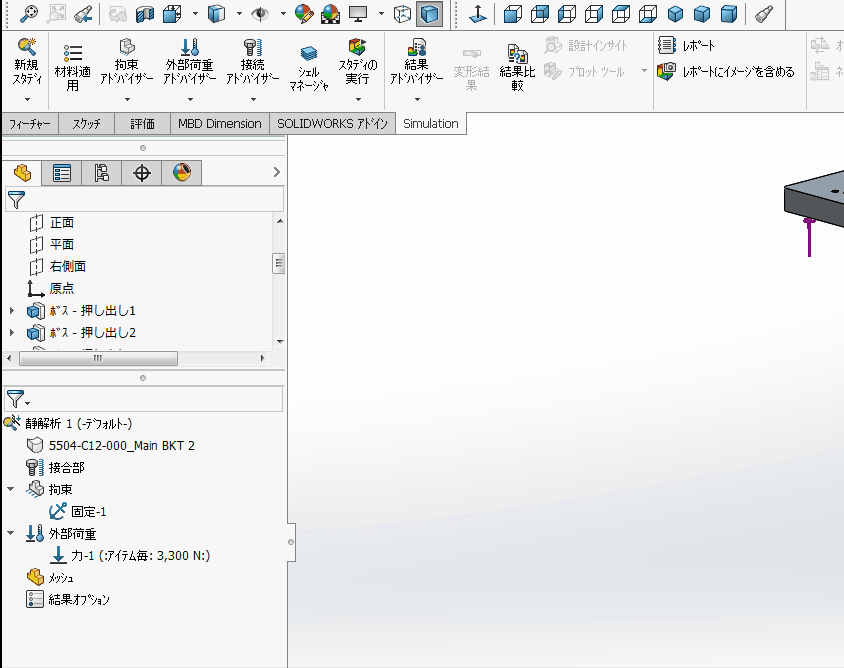 新規
スタディ
材料適
用
拘束
アドバイザー
外部荷重
アドバイザー
接続
アドバイザー
シェル
マネージャ
スタディの
実行
結果
アドバイザー
変形結
果
結果比
較
設計インサイト
プロット ツール
レポート
レポートにイメージを含める
フィーチャー
スケッチ
評価
MBD Dimension
SOLIDWORKS アドイン
Simulation
正面
平面
右側面
原点
ボス - 押し出し1
ボス - 押し出し2
静解析 1 (-デフォルト-)
5504-C12-000_Main BKT 2
接合部
拘束
固定-1
外部荷重
力-1 (:アイテム毎: 3,300 N:)
メッシュ
結果オプション